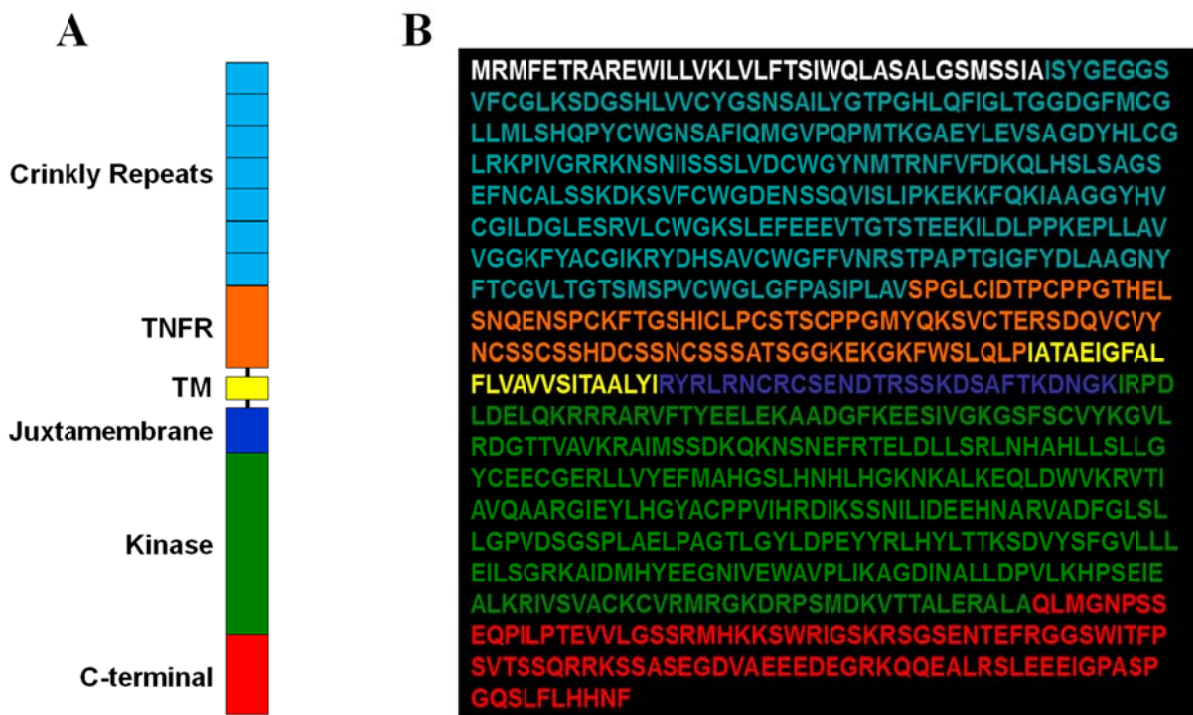 A
Crinkly Repeats
TNFR
TM
Juxtamembrane
Kinase
C-terminal
B
MRMFETRAREWILLVKLVLFTSIWQLASALGSMSSIAISYGEGGS
VFCGLKSDGSHLVVCYGSNSAILYGTPGHLQFIGLTGGDGFMCG
LLMLSHQPYCWGNSAFIQMGVPQPMTKGAEYLEVSAGDYHLCG
LRKPIVGRRKNSNIISSSLVDCWGYNMTRNFVFDKQLHSLSAGS
EFNCALSSKDKSVFCWGDENSSQVISLIPKEKKFQKIAAGGYHV
CGILDGLESRVLCWGKSLEFEEEVTGTSTEEKILDLPPKEPLLAV
VGGKFYACGIKRYDHSAVCWGFFVNRSTPAPTGIGFYDLAAGNY
FTCGVLTGTSMSPVCWGLGFPASIPLAVSPGLCIDTPCPPGTHEL
SNQENSPCKFTGSHICLPCSTSCPPGMYQKSVCTERSDQVCVY
NCSSCSSHDCSSNCSSSATSGGKEKGKFWSLQLPIATAEIGFAL
FLVAVVSITAALYIRYRLRNCRCSENDTRSSKDSAFTKDNGKIRPD
LDELQKRRRARVFTYEELEKAADGFKEESIVGKGSFSCVYKGVL
RDGTTVAVKRAIMSSDKQKNSNEFRTELDLLSRLNHAHLLSLLG
YCEECGERLLVYEFMAHGSLHNHLHGKNKALKEQLDWVKRVTI
AVQAARGIEYLHGYACPPVIHRDIKSSNILIDEEHNARVADFGLSL
LGPVDSGSPLAELPAGTLGYLDPEYYRLHYLTTKSDVYSFGVLLL
EILSGRKAIDMHYEEGNIVEWAVPLIKAGDINALLDPVLKHPSEIE
ALKRIVSVACKCVRMRGKDRPSMDKVTTALERALAQLMGNPSS
EQPILPTEVVLGSSRMHKKSWRIGSKRSGSENTEFRGGSWITFP
SVTSSQRRKSSASEGDVAEEEDEGRKQQEALRSLEEEIGPASP
GQSLFLHHNF